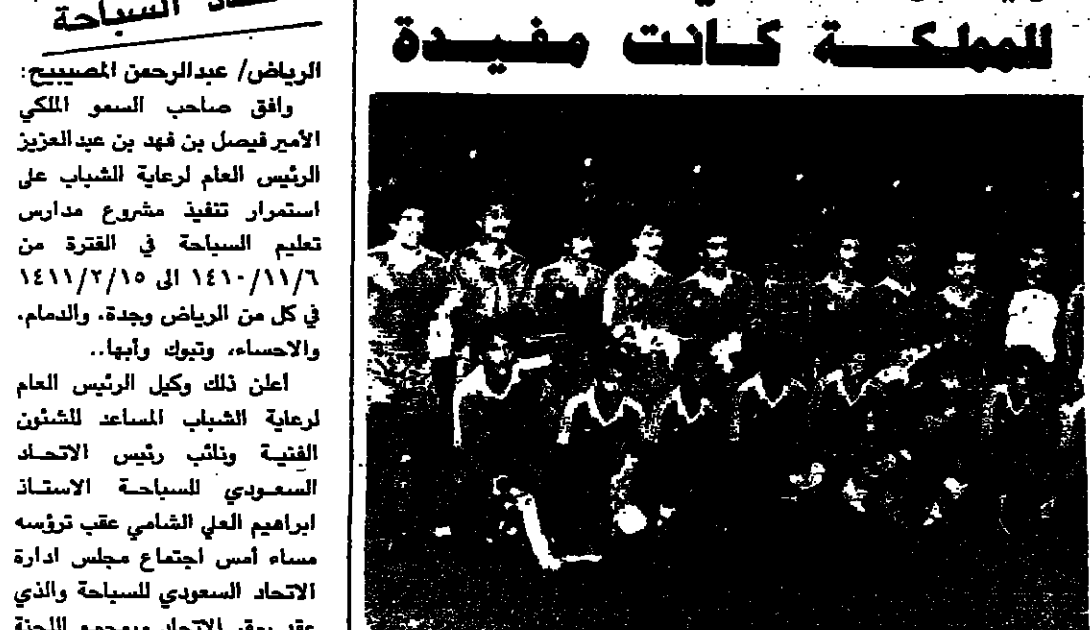 السباحة
للمملكة كانت مفيدة
الرياض/ عبدالرحمن المصيبيح:
وافق صاحب السمو الملكي
الأمير فيصل بن فهد بن عبدالعزيز
الرئيس العام لرعاية الشباب على
استمرار تنفيذ مشروع مدارس
تعليم السباحة في الفترة من
١٤١٠/١١/٦ الى ١٤١١/٢/١٥
في كل من الرياض وجدة، والدمام،
والاحساء، وتبوك وأبها..
أعلن ذلك وكيل الرئيس العام
لرعاية الشباب المساعد للشئون
الفنية ونائب رئيس الاتحاد
السعودي للسباحة الاستاذ
ابراهيم العلي الشامي عقب ترؤسه
مساء أمس اجتماع مجلس ادارة
الاتحاد السعودي للسباحة والذي